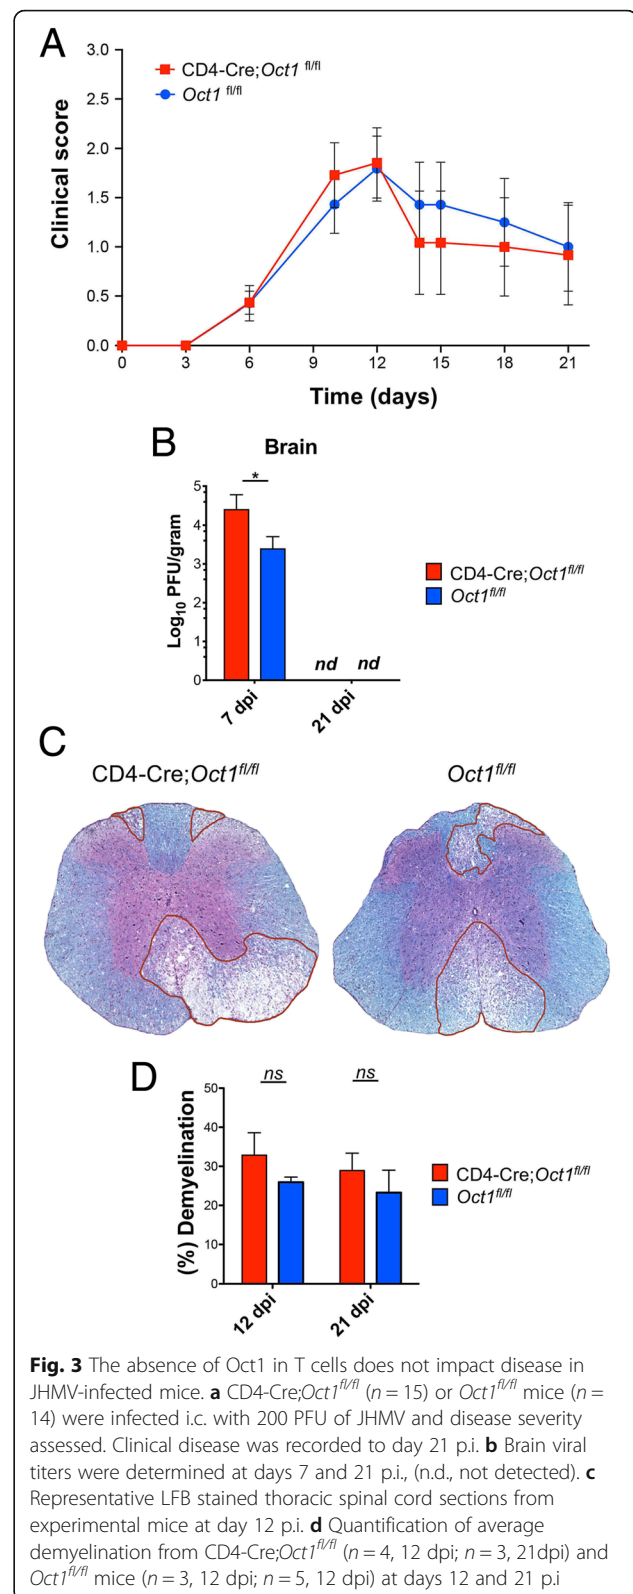 A
3.0
2.5
2.0
1.5
1.0
0.5
0.0
Clinical score
CD4-Cre;Oct1 fl/fl
Oct1 fl/fl
0 3 6 9 12 15 18 21
Time (days)
B
Brain
*
5
4
3
2
1
0
Log10 PFU/gram
nd nd
7 dpi 21 dpi
CD4-Cre;Oct1fl/fl
Oct1fl/fl
C
CD4-Cre;Oct1fl/fl Oct1fl/fl
D
ns ns
50
40
30
20
10
0
(%) Demyelination
12 dpi 21 dpi
CD4-Cre;Oct1fl/fl
Oct1fl/fl
Fig. 3 The absence of Oct1 in T cells does not impact disease in
JHMV-infected mice. a CD4-Cre;Oct1fl/fl (n = 15) or Oct1fl/fl mice (n =
14) were infected i.c. with 200 PFU of JHMV and disease severity
assessed. Clinical disease was recorded to day 21 p.i. b Brain viral
titers were determined at days 7 and 21 p.i., (n.d., not detected). c
Representative LFB stained thoracic spinal cord sections from
experimental mice at day 12 p.i. d Quantification of average
demyelination from CD4-Cre;Oct1fl/fl (n = 4, 12 dpi; n = 3, 21dpi) and
Oct1fl/fl mice (n = 3, 12 dpi; n = 5, 12 dpi) at days 12 and 21 p.i